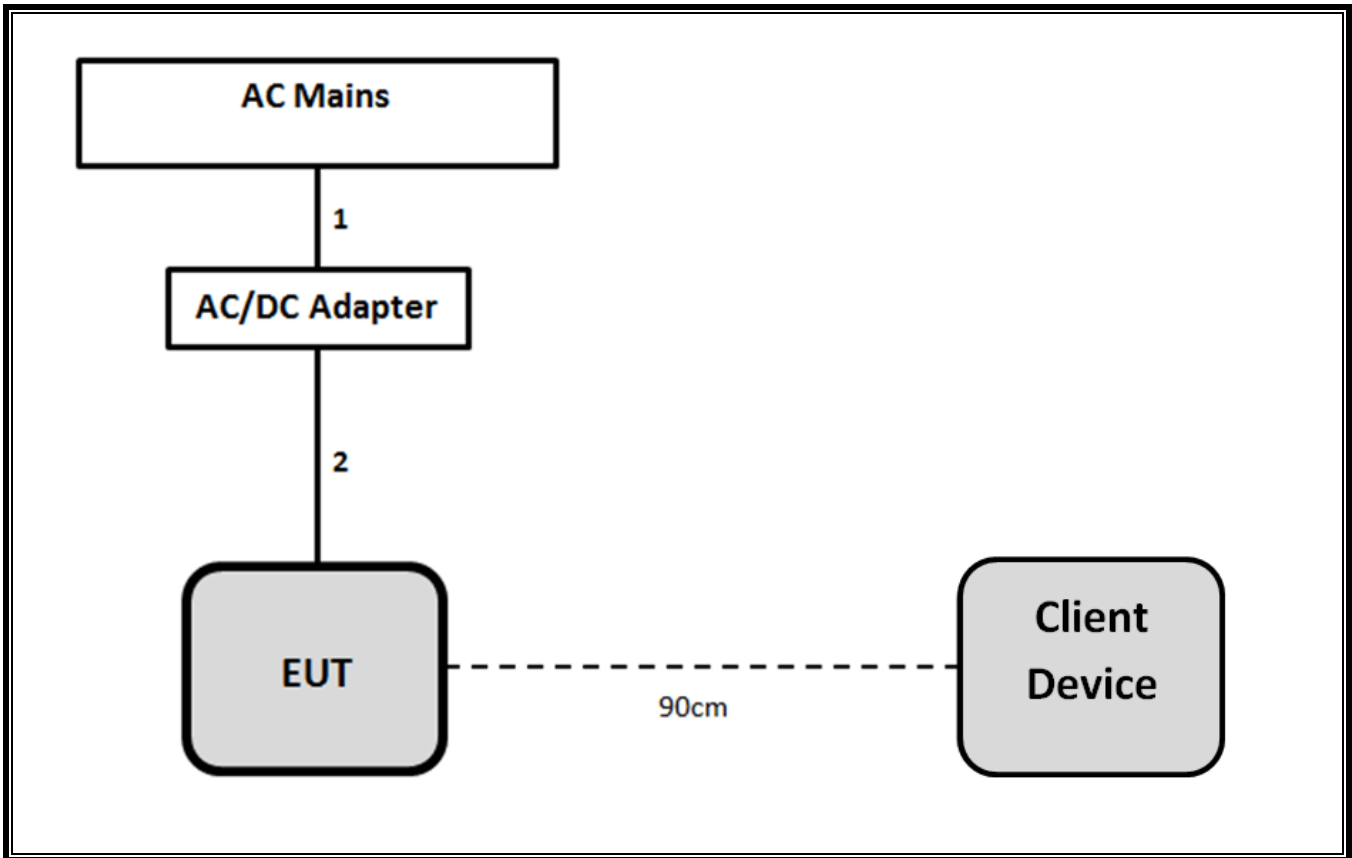 AC Mains
1
AC/DC Adapter
2
EUT
90cm
Client
Device